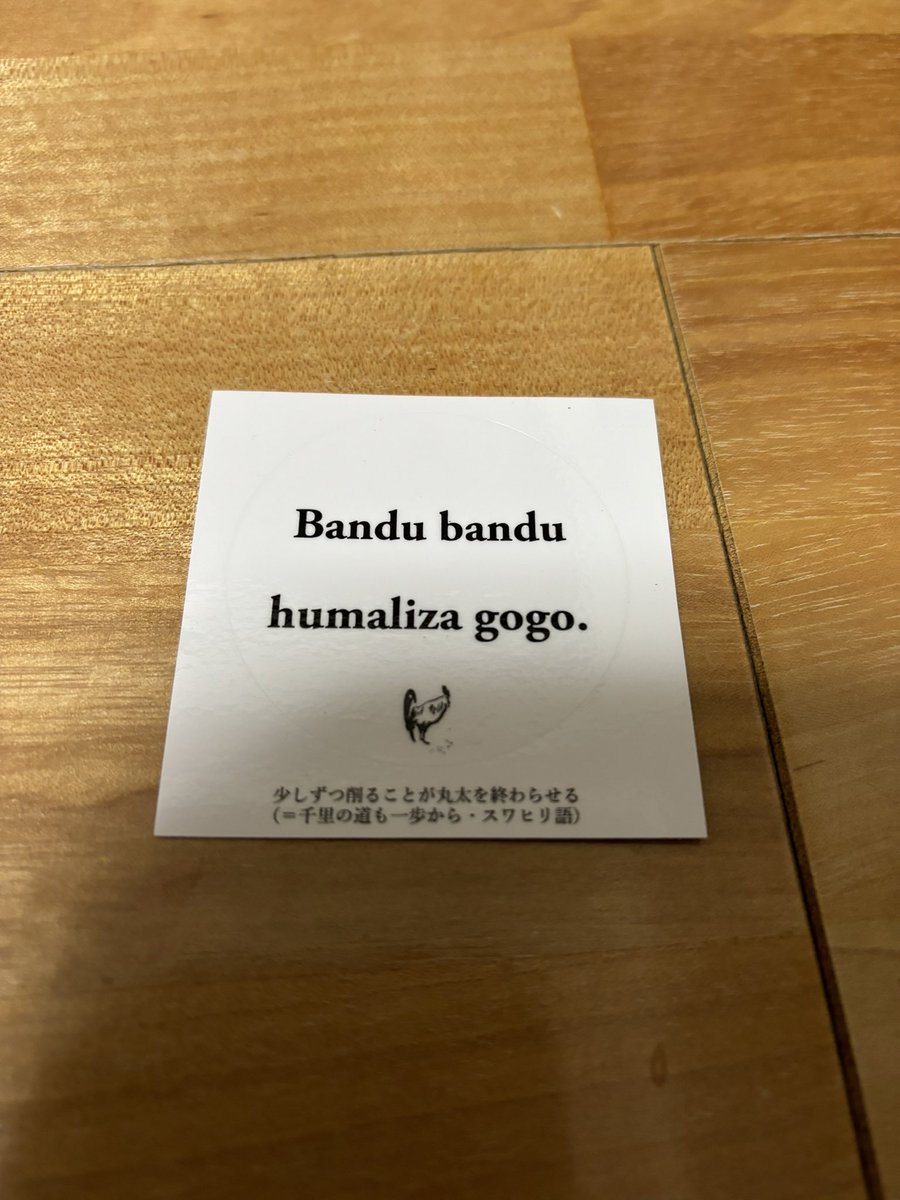 Bandu bandu
humaliza gogo.
少しずつ削ることが丸太を終わらせる
(＝千里の道も一歩から・スワヒリ語)